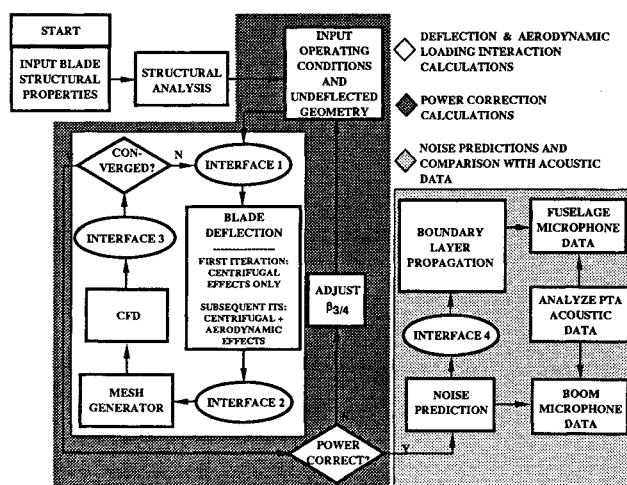 START
INPUT BLADE
STRUCTURAL
PROPERTIES
STRUCTURAL
ANALYSIS
INPUT
OPERATING
CONDITIONS
AND
UNDEFLECTED
GEOMETRY
DEFLECTION & AERODYNAMIC
LOADING INTERACTION
CALCULATIONS
POWER CORRECTION
CALCULATIONS
NOISE PREDICTIONS AND
COMPARISON WITH ACOUSTIC
DATA
CON-
VERGED?
N
INTERFACE 1
BLADE
DEFLECTION
FIRST ITERATION:
CENTRIFUGAL
EFFECTS ONLY
SUBSEQUENT ITS:
CENTRIFUGAL +
AERODYNAMIC
EFFECTS
INTERFACE 3
CFD
MESH
GENERATOR
INTERFACE 2
ADJUST
β3/4
POWER
CORRECT?
Y
BOUNDARY
LAYER
PROPAGATION
INTERFACE 4
NOISE
PREDICTION
FUSELAGE
MICROPHONE
DATA
ANALYZE PTA
ACOUSTIC
DATA
BOOM
MICROPHONE
DATA